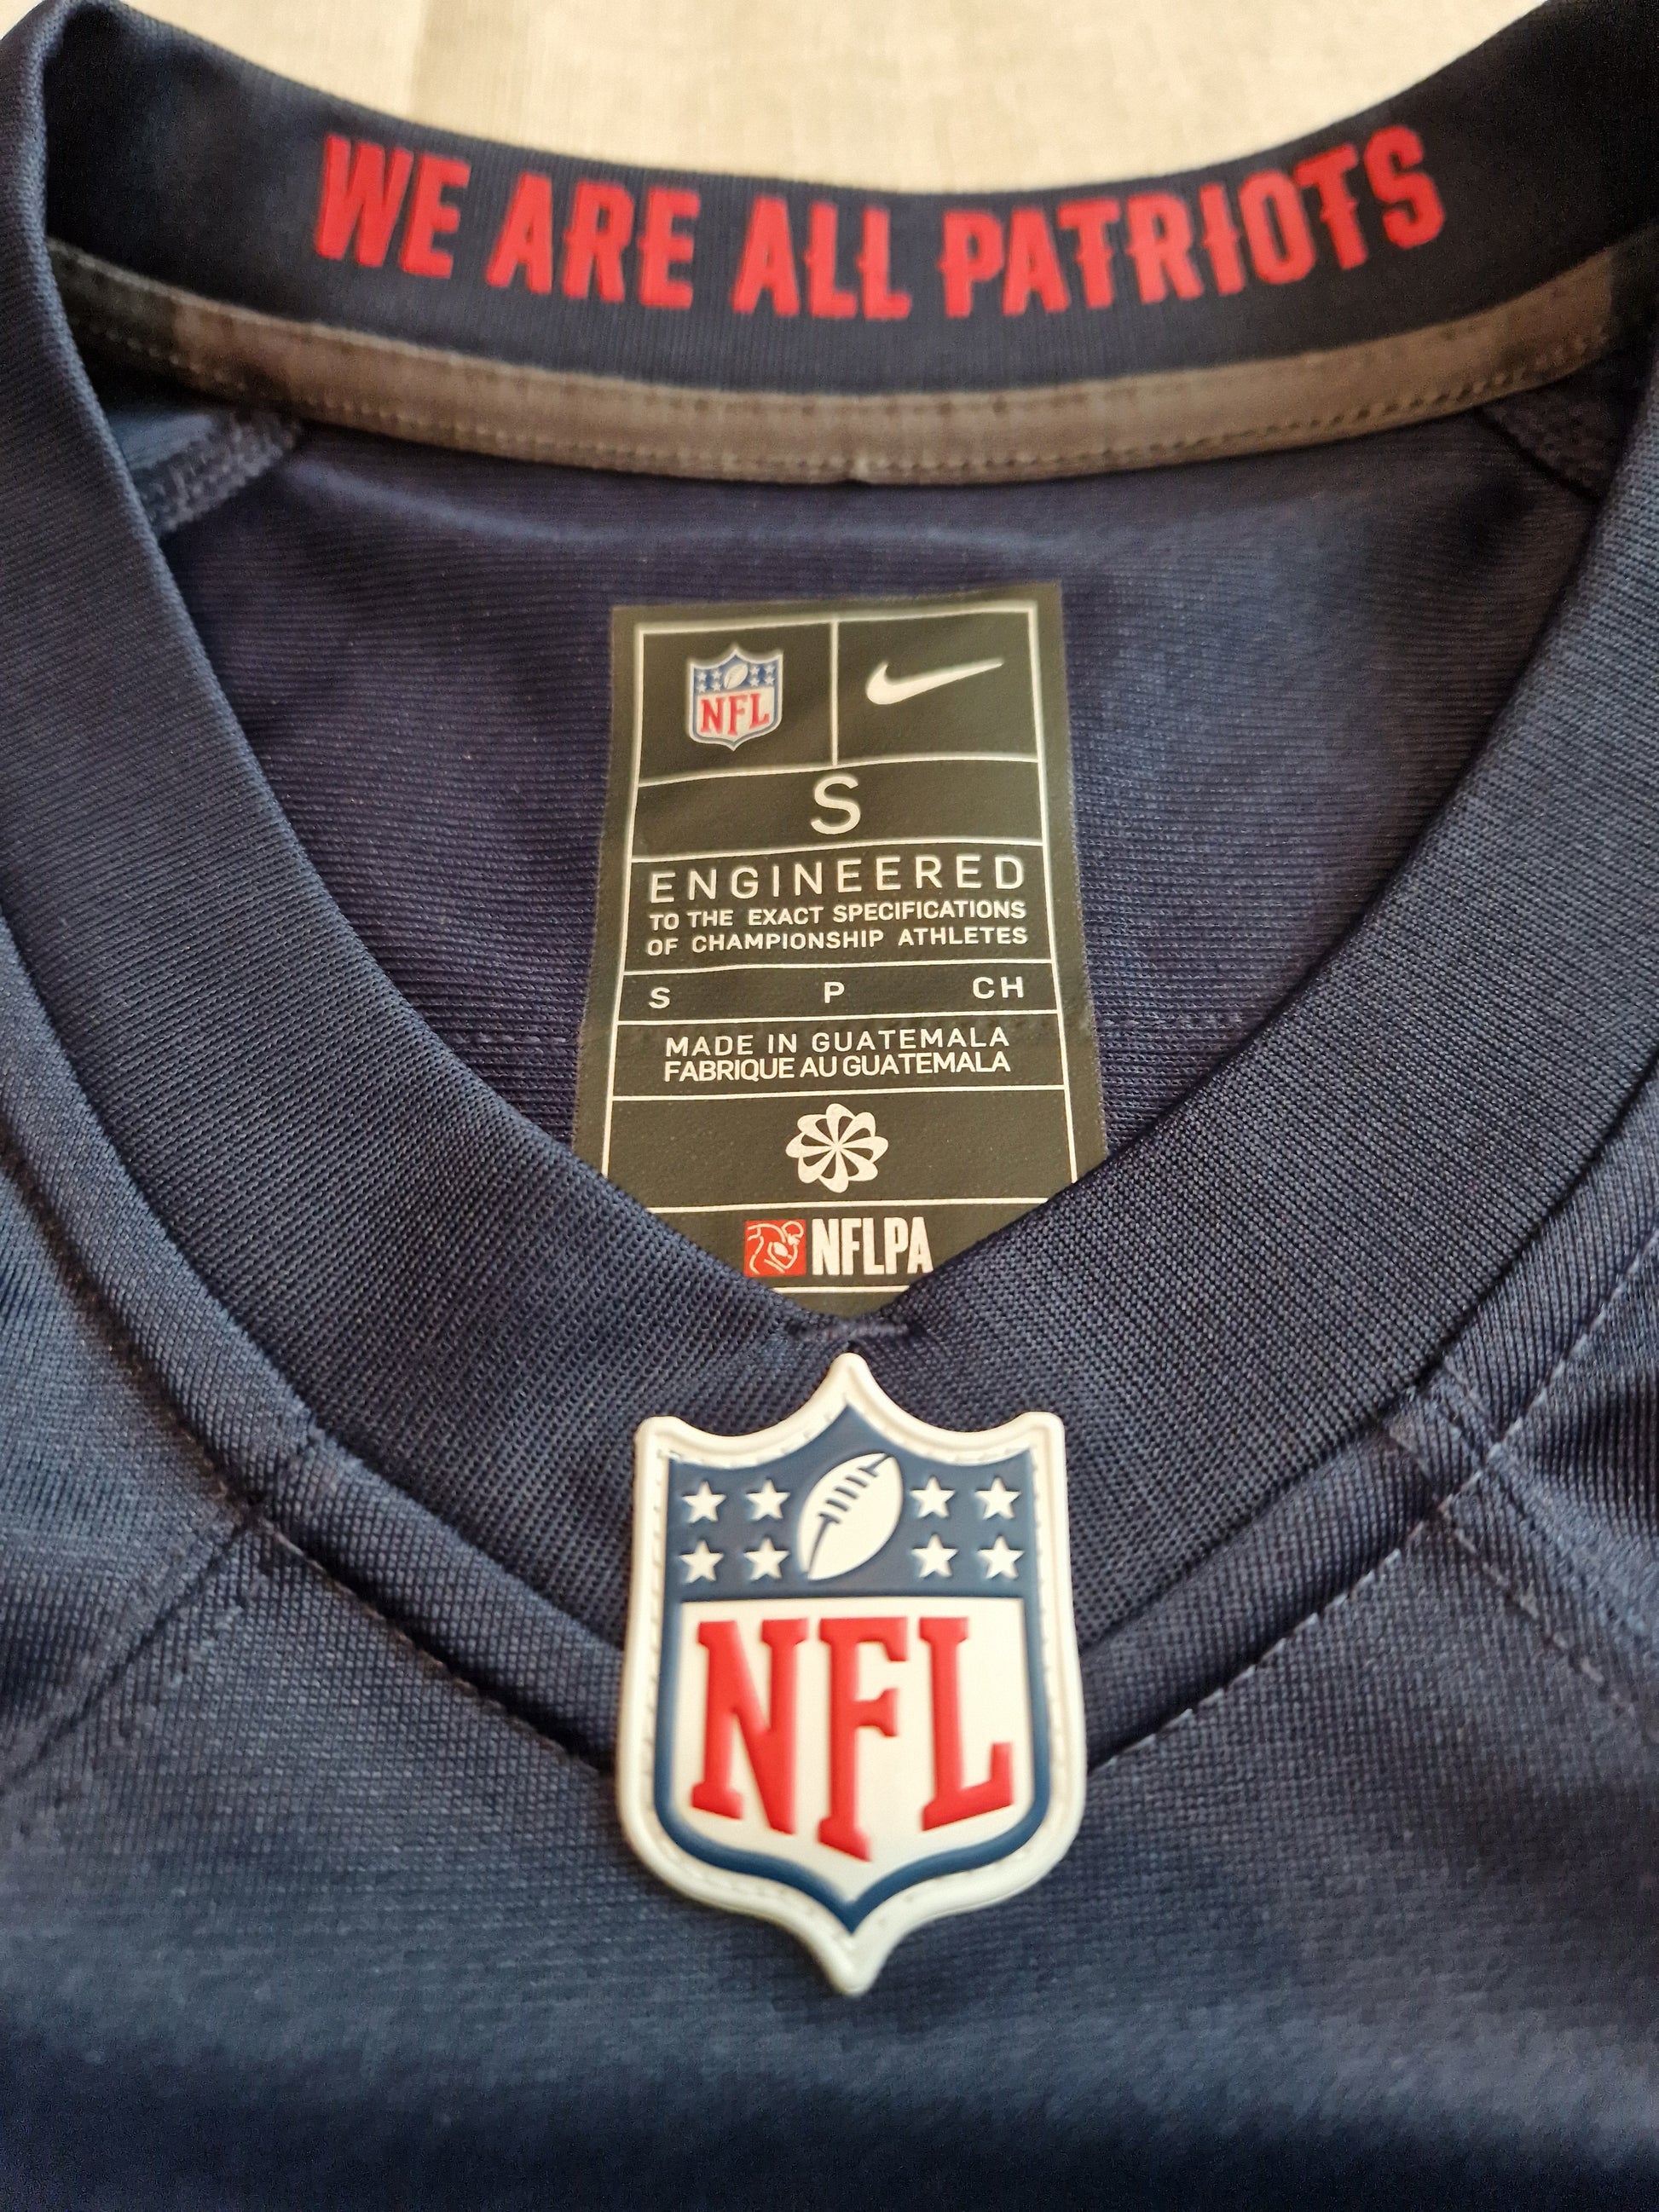 WE ARE ALL PATRIOTS
NFL
S
ENGINEERED
TO THE EXACT SPECIFICATIONS
OF CHAMPIONSHIP ATHLETES
S P CH
MADE IN GUATEMALA
FABRIQUE AU GUATEMALA
NFLPA
NFL